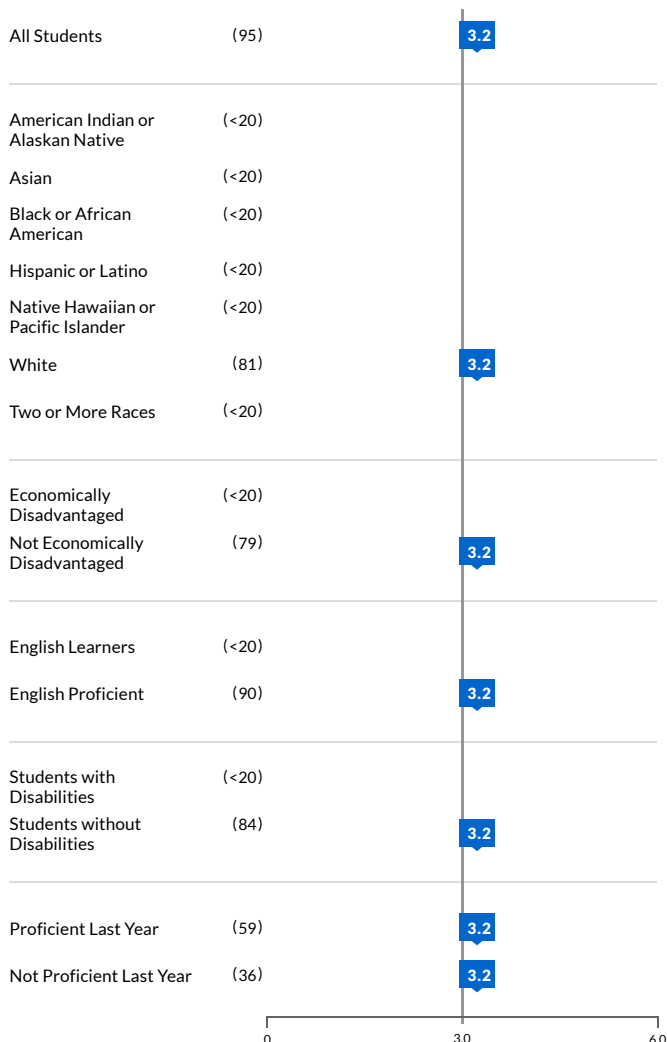 All Students (95) 3.2
American Indian or (<20)
Alaskan Native
Asian (<20)
Black or African (<20)
American
Hispanic or Latino (<20)
Native Hawaiian or (<20)
Pacific Islander
White (81) 3.2
Two or More Races (<20)
Economically (<20)
Disadvantaged
Not Economically (79) 3.2
Disadvantaged
English Learners (<20)
English Proficient (90) 3.2
Students with (<20)
Disabilities
Students without (84) 3.2
Disabilities
Proficient Last Year (59) 3.2
Not Proficient Last Year (36) 3.2
0 3.0 6.0